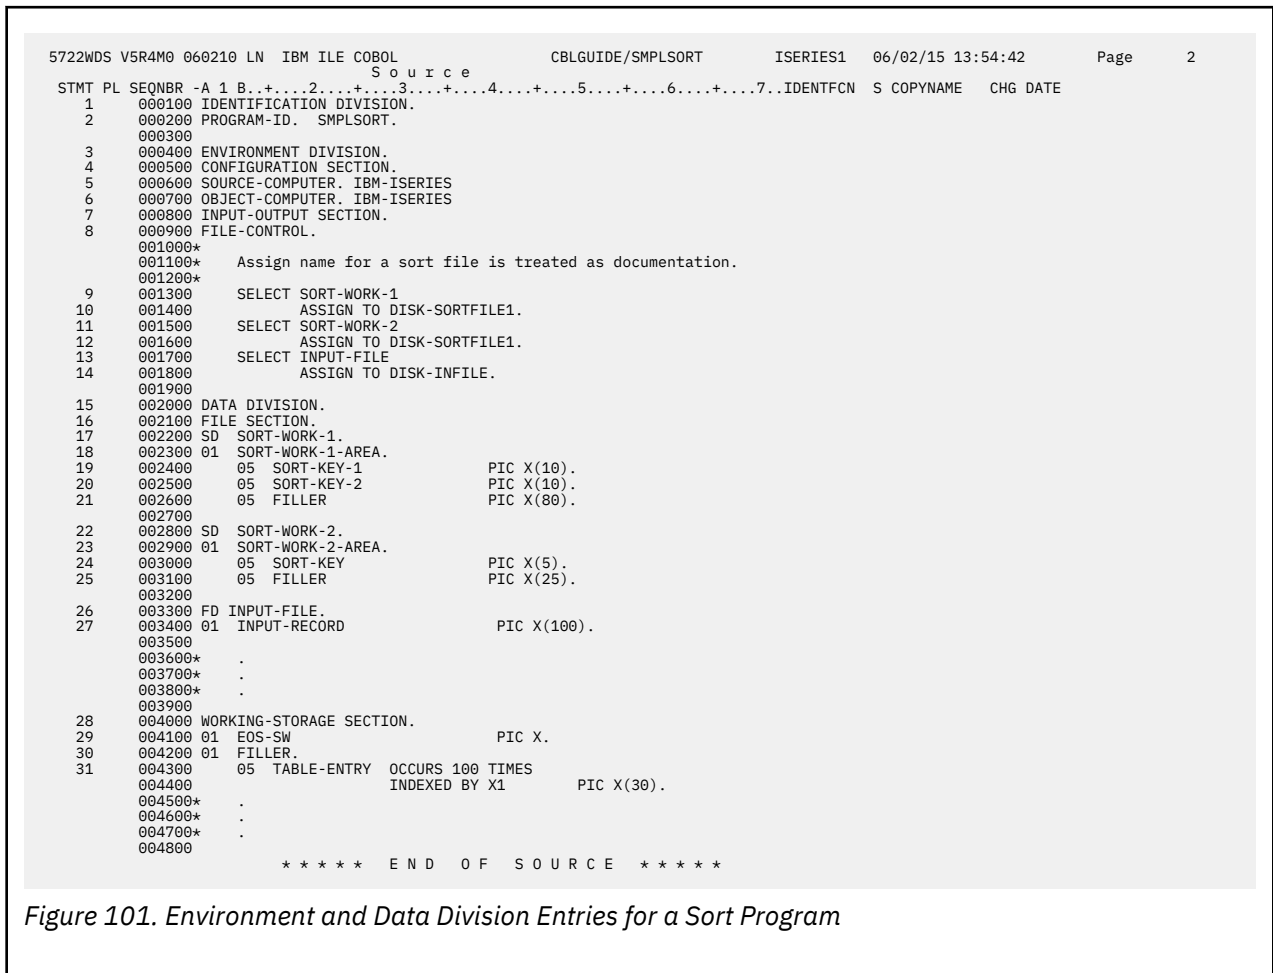 5722WDS V5R4M0 060210 LN  IBM ILE COBOL                 CBLGUIDE/SMPLSORT      ISERIES1   06/02/15 13:54:42        Page      2
                                    S o u r c e
 STMT PL SEQNBR -A 1 B..+....2....+....3....+....4....+....5....+....6....+....7..IDENTFCN  S COPYNAME   CHG DATE
    1     000100 IDENTIFICATION DIVISION.
    2     000200 PROGRAM-ID.  SMPLSORT.
          000300
    3     000400 ENVIRONMENT DIVISION.
    4     000500 CONFIGURATION SECTION.
    5     000600 SOURCE-COMPUTER. IBM-ISERIES
    6     000700 OBJECT-COMPUTER. IBM-ISERIES
    7     000800 INPUT-OUTPUT SECTION.
    8     000900 FILE-CONTROL.
          001000*
          001100*    Assign name for a sort file is treated as documentation.
          001200*
    9     001300     SELECT SORT-WORK-1
   10     001400            ASSIGN TO DISK-SORTFILE1.
   11     001500     SELECT SORT-WORK-2
   12     001600            ASSIGN TO DISK-SORTFILE1.
   13     001700     SELECT INPUT-FILE
   14     001800            ASSIGN TO DISK-INFILE.
          001900
   15     002000 DATA DIVISION.
   16     002100 FILE SECTION.
   17     002200 SD  SORT-WORK-1.
   18     002300 01  SORT-WORK-1-AREA.
   19     002400     05  SORT-KEY-1              PIC X(10).
   20     002500     05  SORT-KEY-2              PIC X(10).
   21     002600     05  FILLER                  PIC X(80).
          002700
   22     002800 SD  SORT-WORK-2.
   23     002900 01  SORT-WORK-2-AREA.
   24     003000     05  SORT-KEY                PIC X(5).
   25     003100     05  FILLER                  PIC X(25).
          003200
   26     003300 FD INPUT-FILE.
   27     003400 01  INPUT-RECORD                 PIC X(100).
          003500
          003600*    .
          003700*    .
          003800*    .
          003900
   28     004000 WORKING-STORAGE SECTION.
   29     004100 01  EOS-SW                       PIC X.
   30     004200 01  FILLER.
   31     004300     05  TABLE-ENTRY  OCCURS 100 TIMES
          004400                      INDEXED BY X1        PIC X(30).
          004500*    .
          004600*    .
          004700*    .
          004800
                          * * * * *   E N D   O F   S O U R C E   * * * * *
Figure 101. Environment and Data Division Entries for a Sort Program